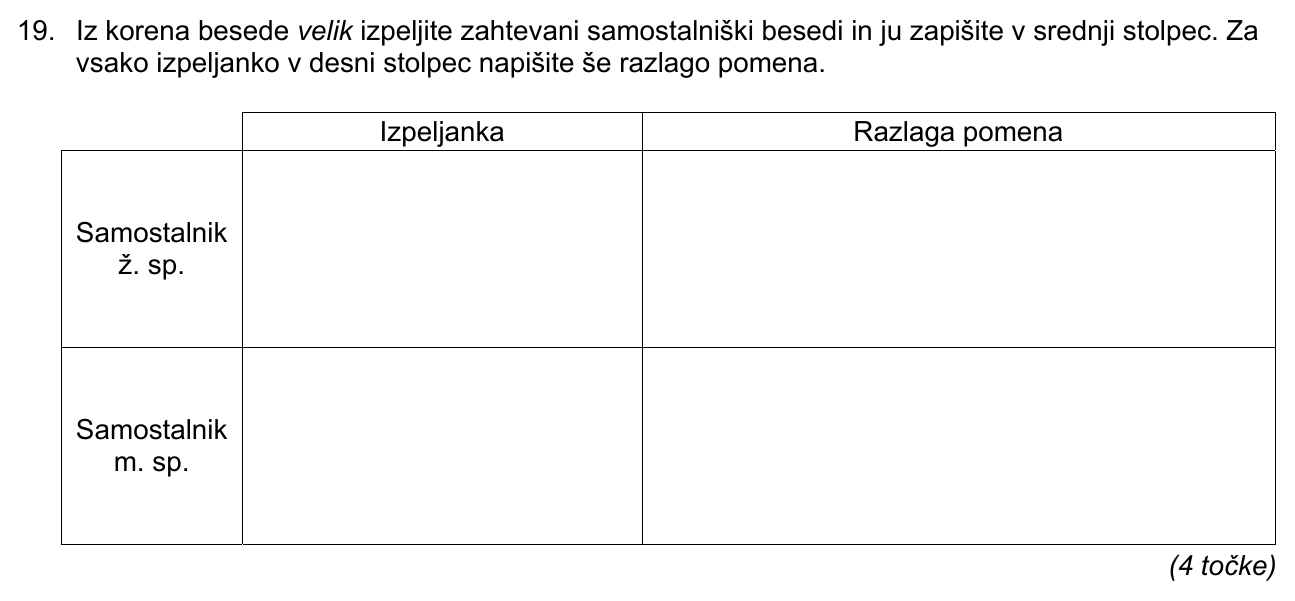 19. Iz korena besede velik izpeljite zahtevani samostalniški besedi in ju zapišite v srednji stolpec. Za
vsako izpeljanko v desni stolpec napišite še razlago pomena.
Izpeljanka Razlaga pomena
Samostalnik
ž. sp.
Samostalnik
m. sp.
(4 točke)